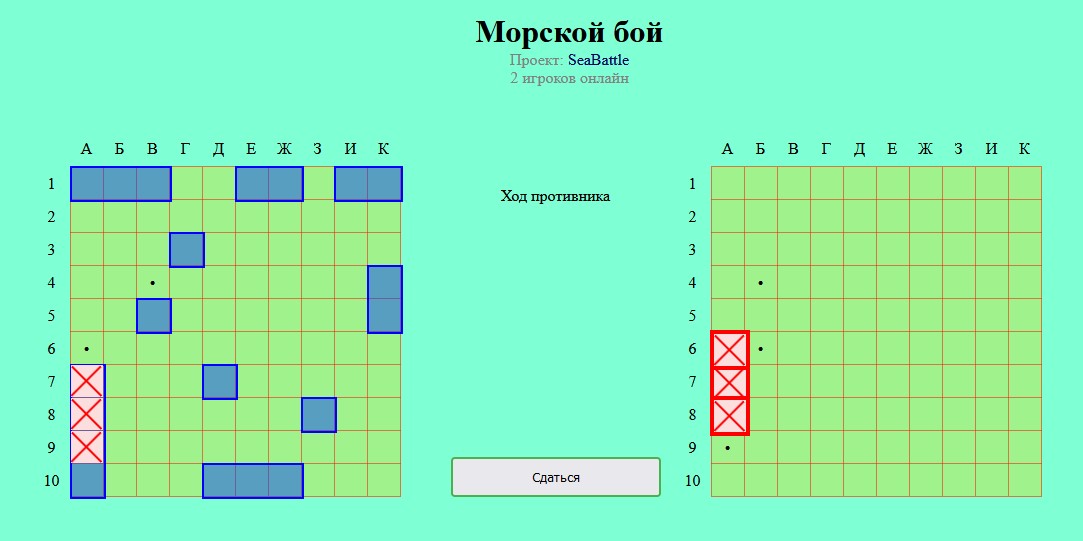 Морской бой
Проект: SeaBattle
2 игроков онлайн
А Б В Г Д Е Ж З И К
1
2
3
4
5
6
7
8
9
10
Ход противника
Сдаться
А Б В Г Д Е Ж З И К
1
2
3
4
5
6
7
8
9
10